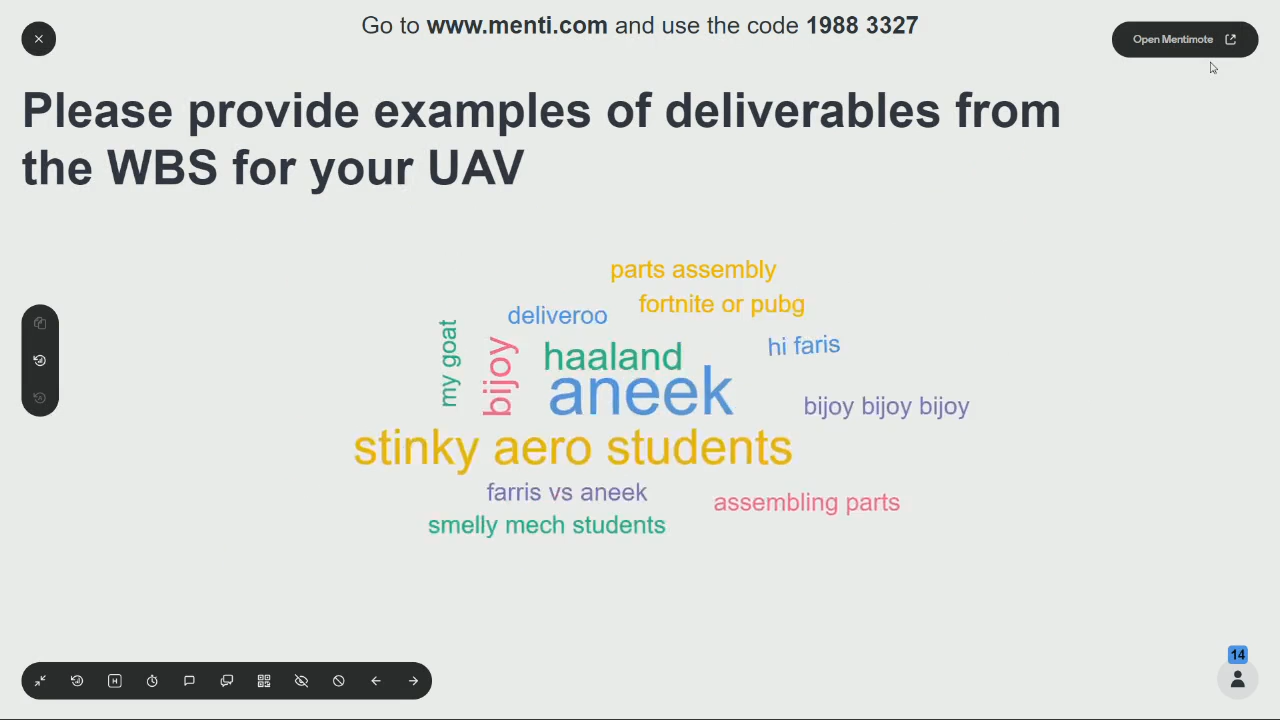 Go to www.menti.com and use the code 1988 3327
Open Mentimote
Please provide examples of deliverables from
the WBS for your UAV
parts assembly
fortnite or pubg
deliveroo
my goat
bijoy
haaland
hi faris
aneek
bijoy bijoy bijoy
stinky aero students
farris vs aneek
assembling parts
smelly mech students
H
14